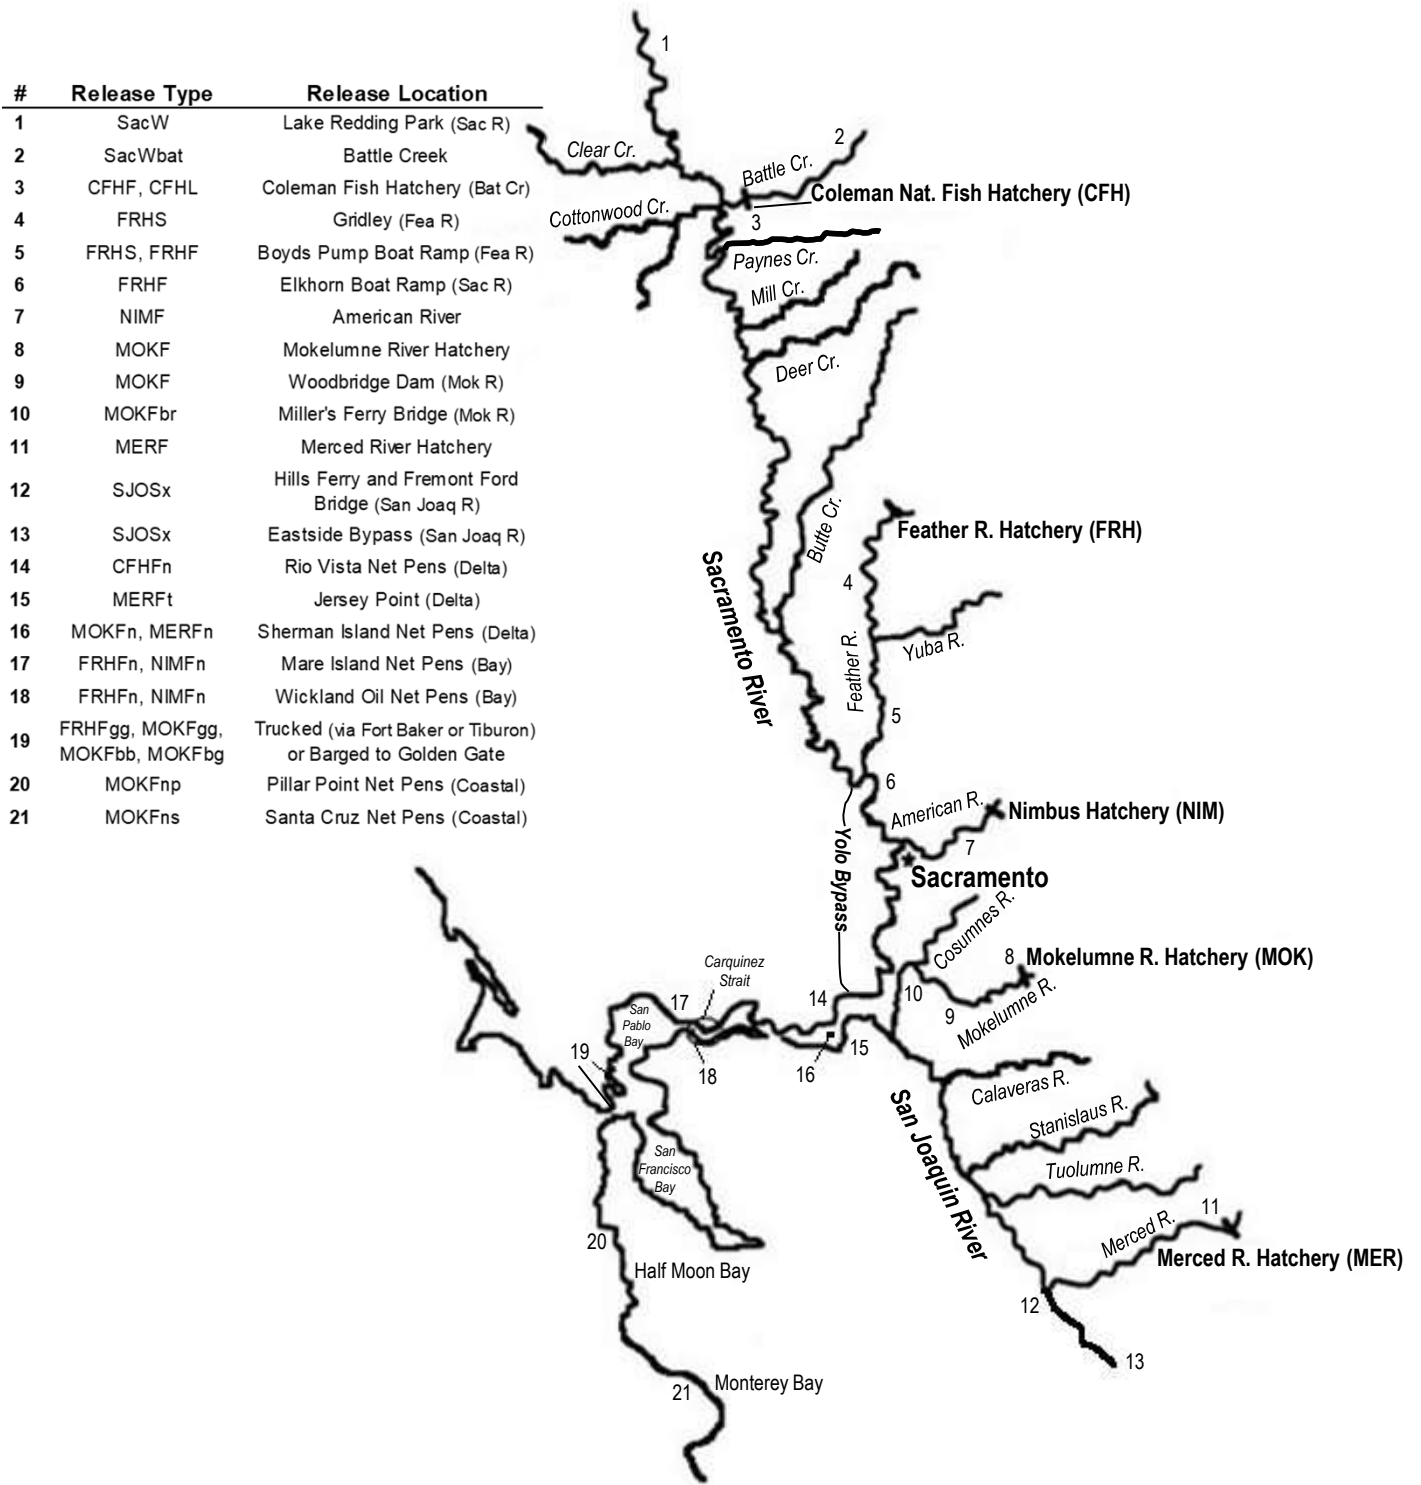 # Release Type Release Location
1 SacW Lake Redding Park (Sac R)
2 SacWbat Battle Creek
3 CFHF, CFHL Coleman Fish Hatchery (Bat Cr)
4 FRHS Gridley (Fea R)
5 FRHS, FRHF Boyds Pump Boat Ramp (Fea R)
6 FRHF Elkhorn Boat Ramp (Sac R)
7 NIMF American River
8 MOKF Mokelumne River Hatchery
9 MOKF Woodbridge Dam (Mok R)
10 MOKFbr Miller's Ferry Bridge (Mok R)
11 MERF Merced River Hatchery
12 SJOSx Hills Ferry and Fremont Ford
Bridge (San Joaq R)
13 SJOSx Eastside Bypass (San Joaq R)
14 CFHFn Rio Vista Net Pens (Delta)
15 MERFt Jersey Point (Delta)
16 MOKFn, MERFn Sherman Island Net Pens (Delta)
17 FRHFn, NIMFn Mare Island Net Pens (Bay)
18 FRHFn, NIMFn Wickland Oil Net Pens (Bay)
19 FRHFgg, MOKFgg, Trucked (via Fort Baker or Tiburon)
MOKFbb, MOKFbg or Barged to Golden Gate
20 MOKFnp Pillar Point Net Pens (Coastal)
21 MOKFns Santa Cruz Net Pens (Coastal)
1
Clear Cr.
2
Battle Cr.
Coleman Nat. Fish Hatchery (CFH)
Cottonwood Cr.
3
Paynes Cr.
Mill Cr.
Deer Cr.
Butte Cr.
Feather R. Hatchery (FRH)
Sacramento River
4
Yuba R.
Feather R.
5
6
American R.
Nimbus Hatchery (NIM)
7
Yolo Bypass
Sacramento
Cosumnes R.
8
Mokelumne R. Hatchery (MOK)
Carquinez
Strait
10
9
Mokelumne R.
14
17
San
Pablo
Bay
15
16
18
19
Calaveras R.
Stanislaus R.
San Joaquin River
Tuolumne R.
San
Francisco
Bay
11
Merced R.
Merced R. Hatchery (MER)
20
Half Moon Bay
12
13
21
Monterey Bay